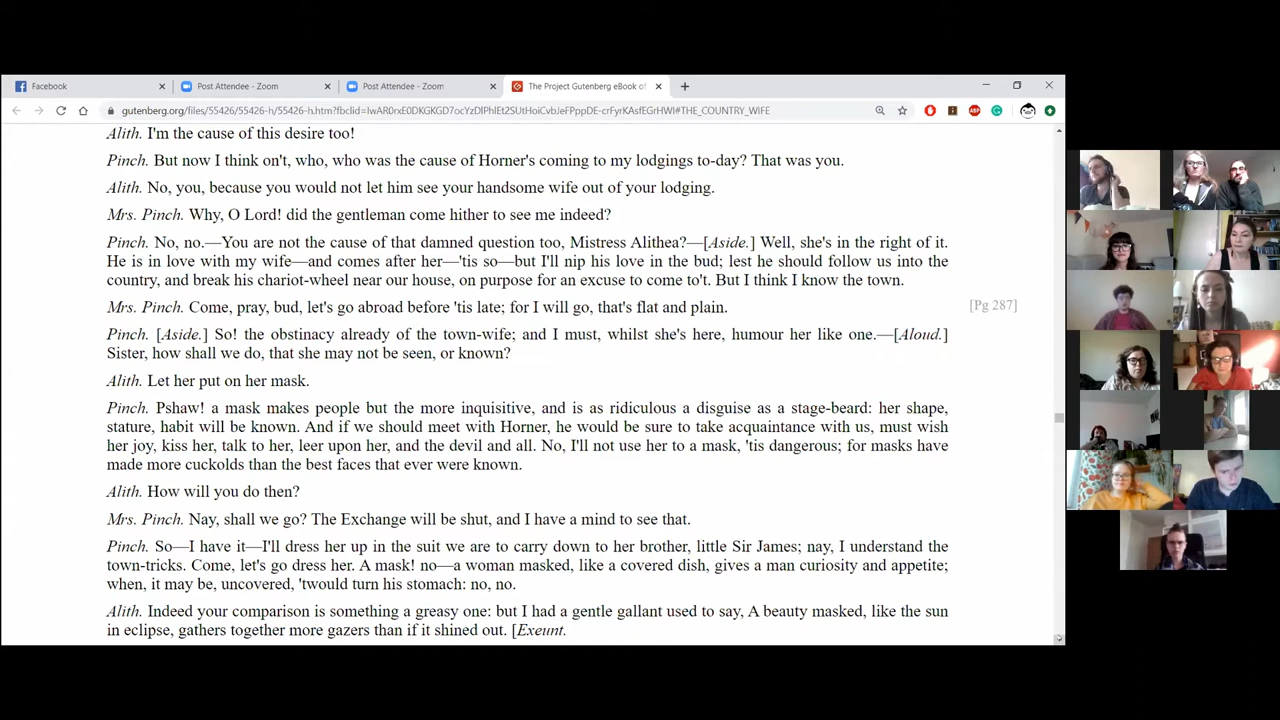 Facebook
Post Attendee - Zoom
Post Attendee - Zoom
The Project Gutenberg eBook of
Alith. I'm the cause of this desire too!
Pinch. But now I think on't, who, who was the cause of Horner's coming to my lodgings to-day? That was you.
Alith. No, you, because you would not let him see your handsome wife out of your lodging.
Mrs. Pinch. Why, O Lord! did the gentleman come hither to see me indeed?
Pinch. No, no.—You are not the cause of that damned question too, Mistress Alithea?—[Aside.] Well, she's in the right of it.
He is in love with my wife—and comes after her—'tis so—but I'll nip his love in the bud; lest he should follow us into the
country, and break his chariot-wheel near our house, on purpose for an excuse to come to't. But I think I know the town.
Mrs. Pinch. Come, pray, bud, let's go abroad before 'tis late; for I will go, that's flat and plain.
[Pg 287]
Pinch. [Aside.] So! the obstinacy already of the town-wife; and I must, whilst she's here, humour her like one.—[Aloud.]
Sister, how shall we do, that she may not be seen, or known?
Alith. Let her put on her mask.
Pinch. Pshaw! a mask makes people but the more inquisitive, and is as ridiculous a disguise as a stage-beard: her shape,
stature, habit will be known. And if we should meet with Horner, he would be sure to take acquaintance with us, must wish
her joy, kiss her, talk to her, leer upon her, and the devil and all. No, I'll not use her to a mask, 'tis dangerous; for masks have
made more cuckolds than the best faces that ever were known.
Alith. How will you do then?
Mrs. Pinch. Nay, shall we go? The Exchange will be shut, and I have a mind to see that.
Pinch. So—I have it—I'll dress her up in the suit we are to carry down to her brother, little Sir James; nay, I understand the
town-tricks. Come, let's go dress her. A mask! no—a woman masked, like a covered dish, gives a man curiosity and appetite;
when, it may be, uncovered, 'twould turn his stomach: no, no.
Alith. Indeed your comparison is something a greasy one: but I had a gentle gallant used to say, A beauty masked, like the sun
in eclipse, gathers together more gazers than if it shined out. [Exeunt.